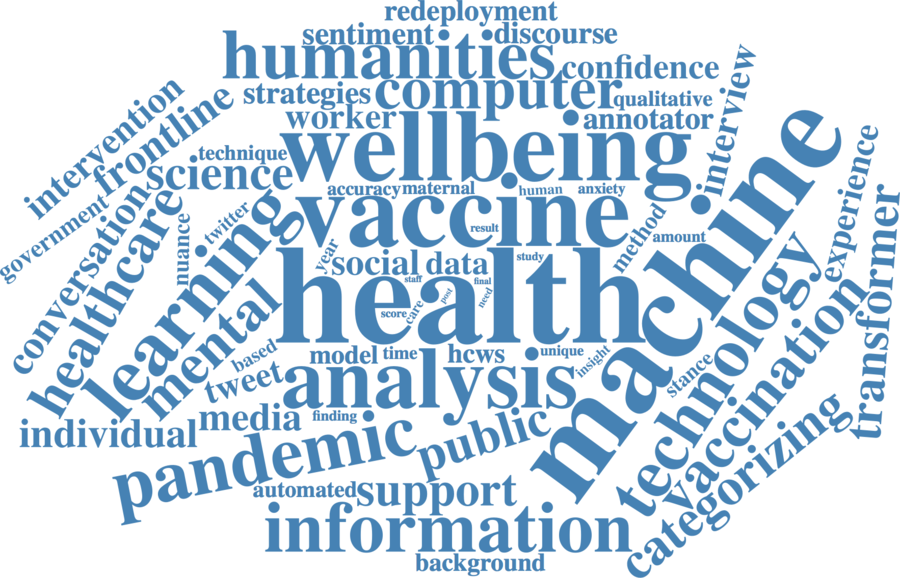 redeployment
sentiment
discourse
humanities
confidence
strategies
computer
qualitative
worker
annotator
interview
intervention
frontline
technique
wellbeing
science
machine
accuracy
maternal
human
anxiety
government
conversation
healthcare
nuance
twitter
learning
vaccine
result
method
amount
experience
transformer
year
social
data
study
staff
final
health
score
care
post
need
technology
mental
based
model
time
hcws
unique
insight
stance
vaccination
tweet
analysis
individual
media
finding
pandemic
public
categorizing
automated
support
information
background